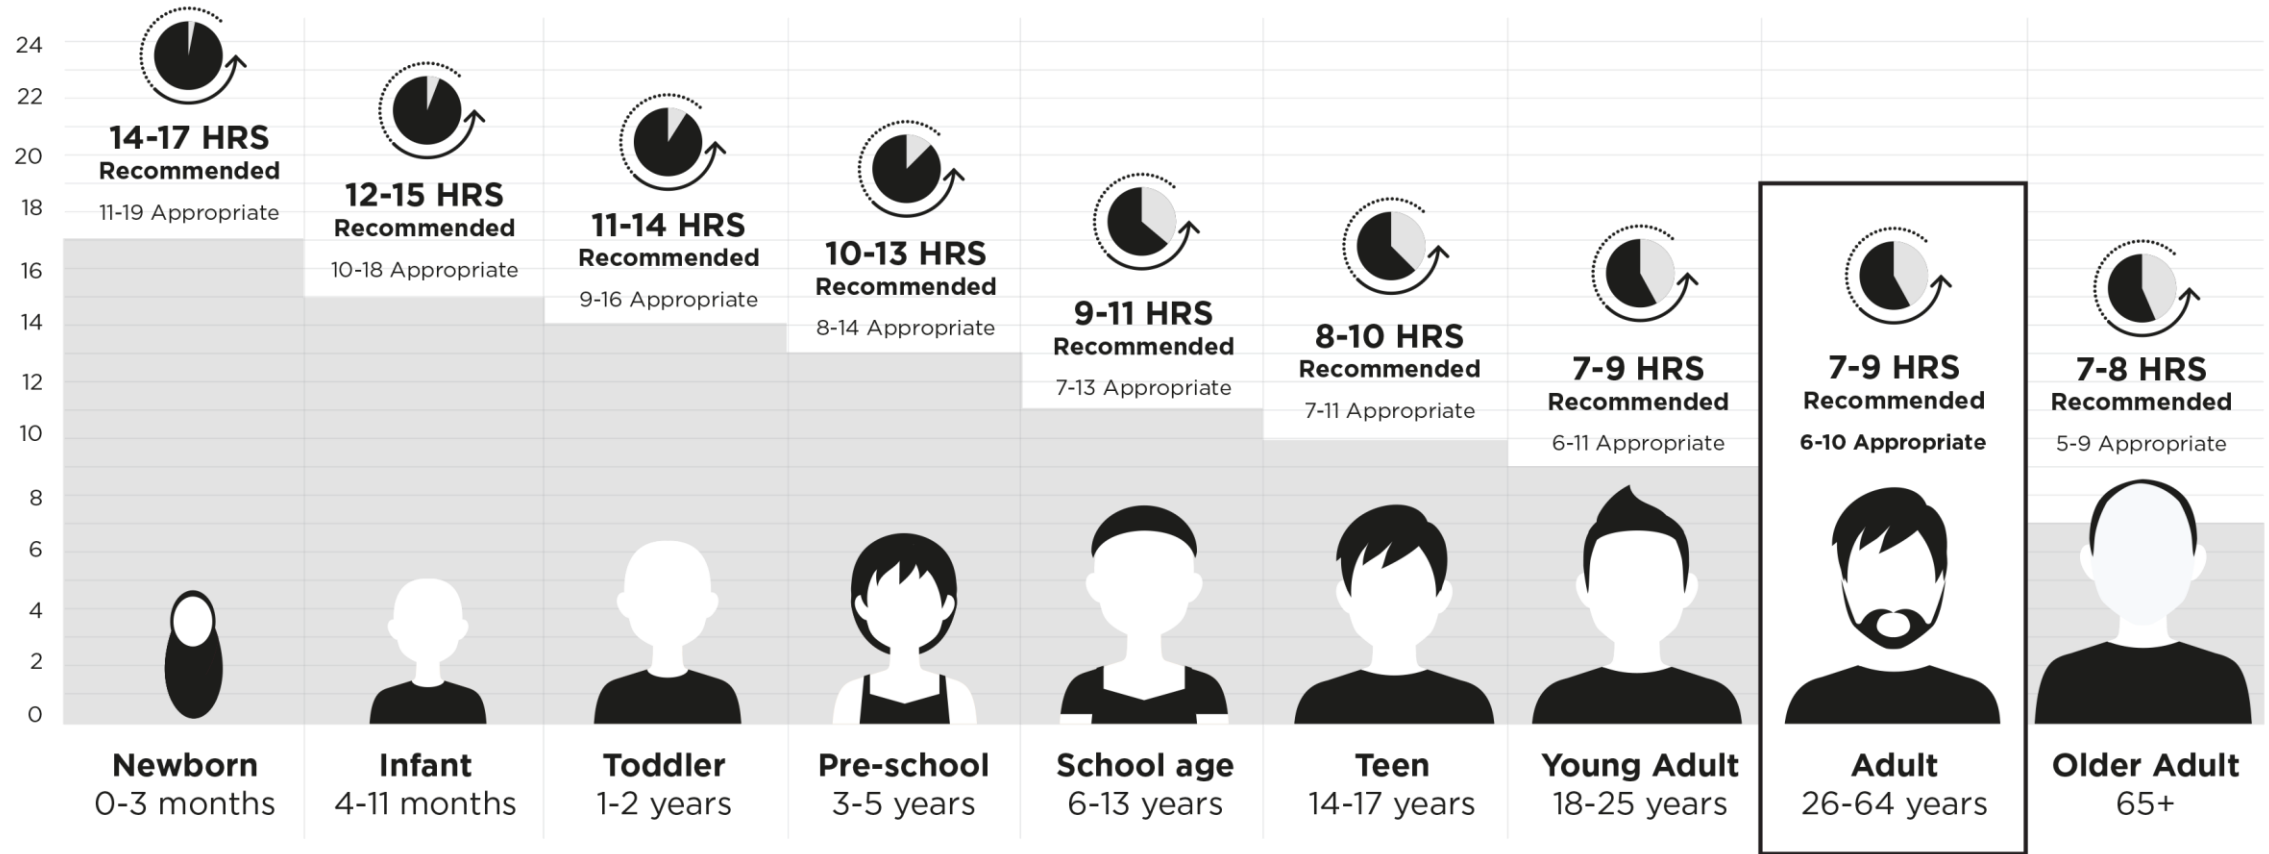 24
22
20
18
16
14
12
10
8
6
4
2
0
14-17 HRS
Recommended
11-19 Appropriate
12-15 HRS
Recommended
10-18 Appropriate
11-14 HRS
Recommended
9-16 Appropriate
10-13 HRS
Recommended
8-14 Appropriate
9-11 HRS
Recommended
7-13 Appropriate
8-10 HRS
Recommended
7-11 Appropriate
7-9 HRS
Recommended
6-11 Appropriate
7-9 HRS
Recommended
6-10 Appropriate
7-8 HRS
Recommended
5-9 Appropriate
Newborn
0-3 months
Infant
4-11 months
Toddler
1-2 years
Pre-school
3-5 years
School age
6-13 years
Teen
14-17 years
Young Adult
18-25 years
Adult
26-64 years
Older Adult
65+